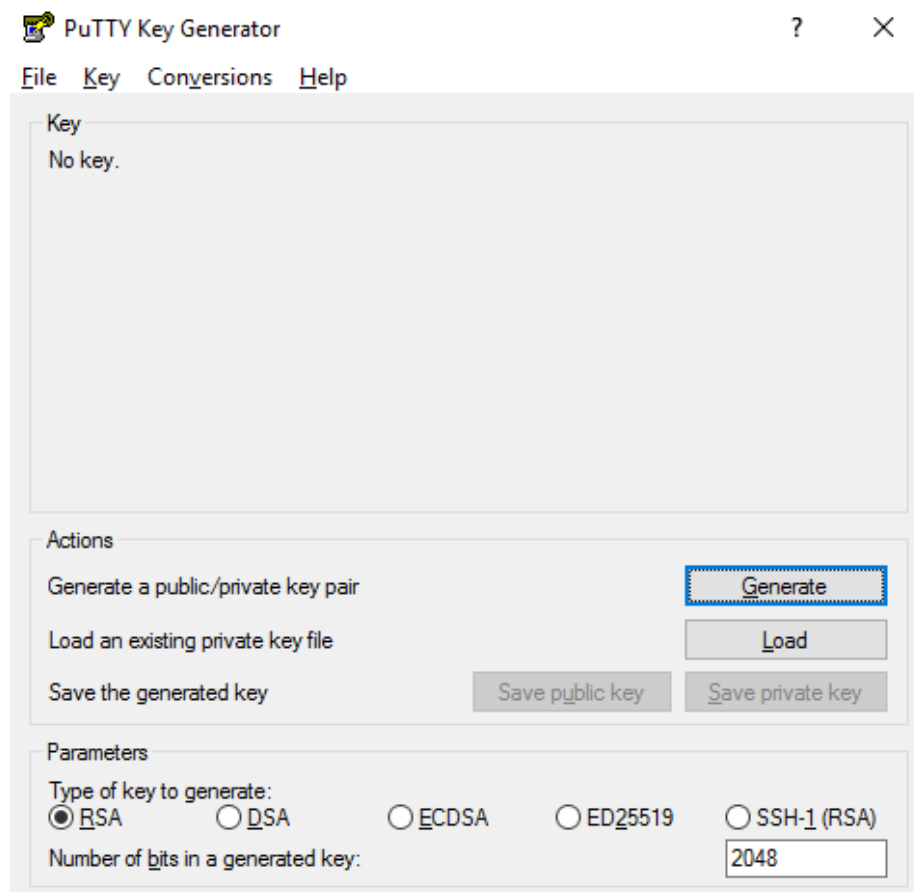 PuTTY Key Generator ? ×
File Key Conversions Help
Key
No key.
Actions
Generate a public/private key pair Generate
Load an existing private key file Load
Save the generated key Save public key Save private key
Parameters
Type of key to generate:
RSA DSA ECDSA ED25519 SSH-1 (RSA)
Number of bits in a generated key: 2048